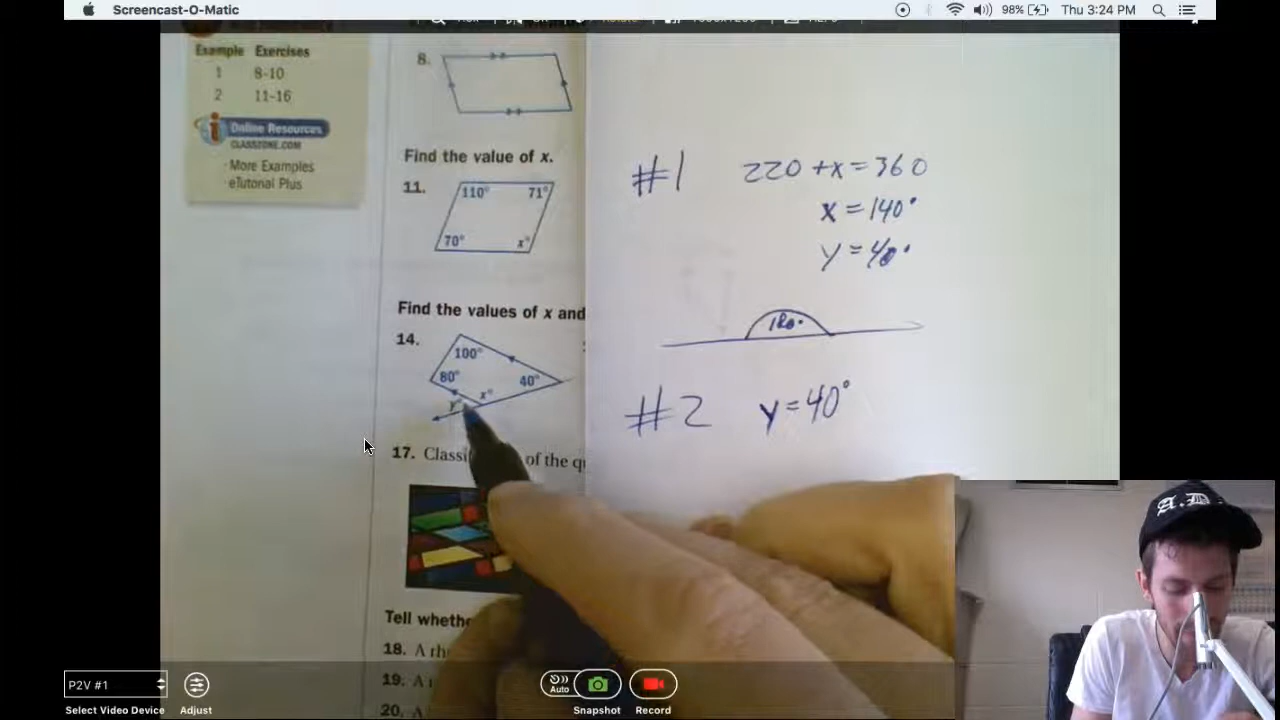 Screencast-O-Matic
98%
Thu 3:24 PM
Example Exercises
1 8-10
2 11-16
Online Resources
CLASSZONE.COM
· More Examples
· eTutorial Plus
8.
Find the value of x.
11.
110° 71°
70° x°
Find the values of x and
14.
100°
80° 40°
x°
y°
17. Classi of the q
Tell whethe
18. A rh
19. A
20. A
#1 220 + x = 360
x = 140°
y = 40°
180°
#2 y = 40°
A.D.
P2V #1
Auto
Select Video Device Adjust Snapshot Record